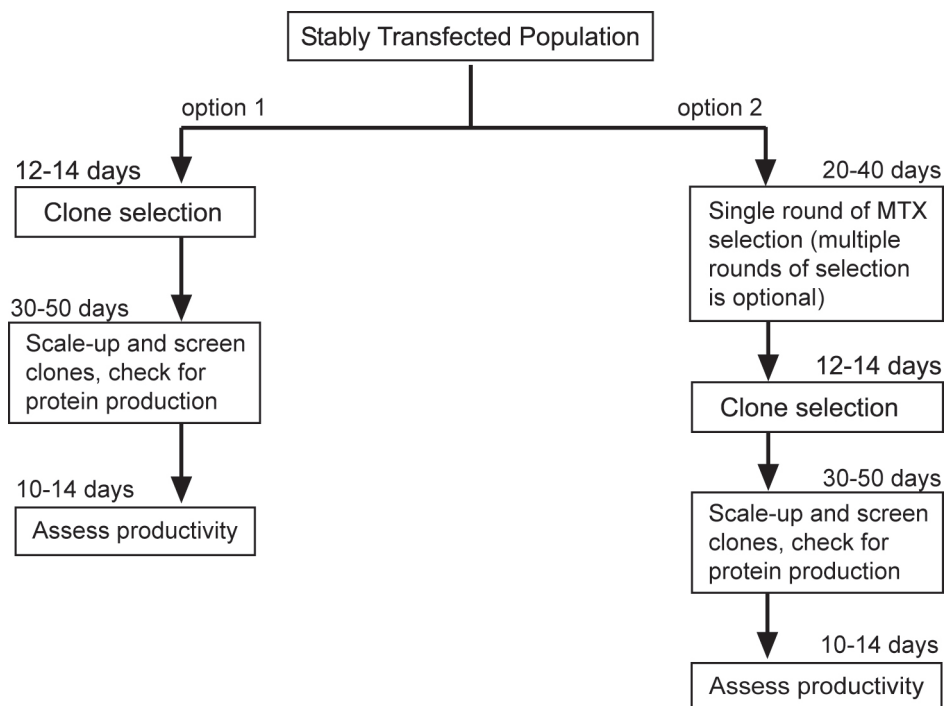 Stably Transfected Population
option 1
option 2
12-14 days
Clone selection
30-50 days
Scale-up and screen
clones, check for
protein production
10-14 days
Assess productivity
20-40 days
Single round of MTX
selection (multiple
rounds of selection
is optional)
12-14 days
Clone selection
30-50 days
Scale-up and screen
clones, check for
protein production
10-14 days
Assess productivity